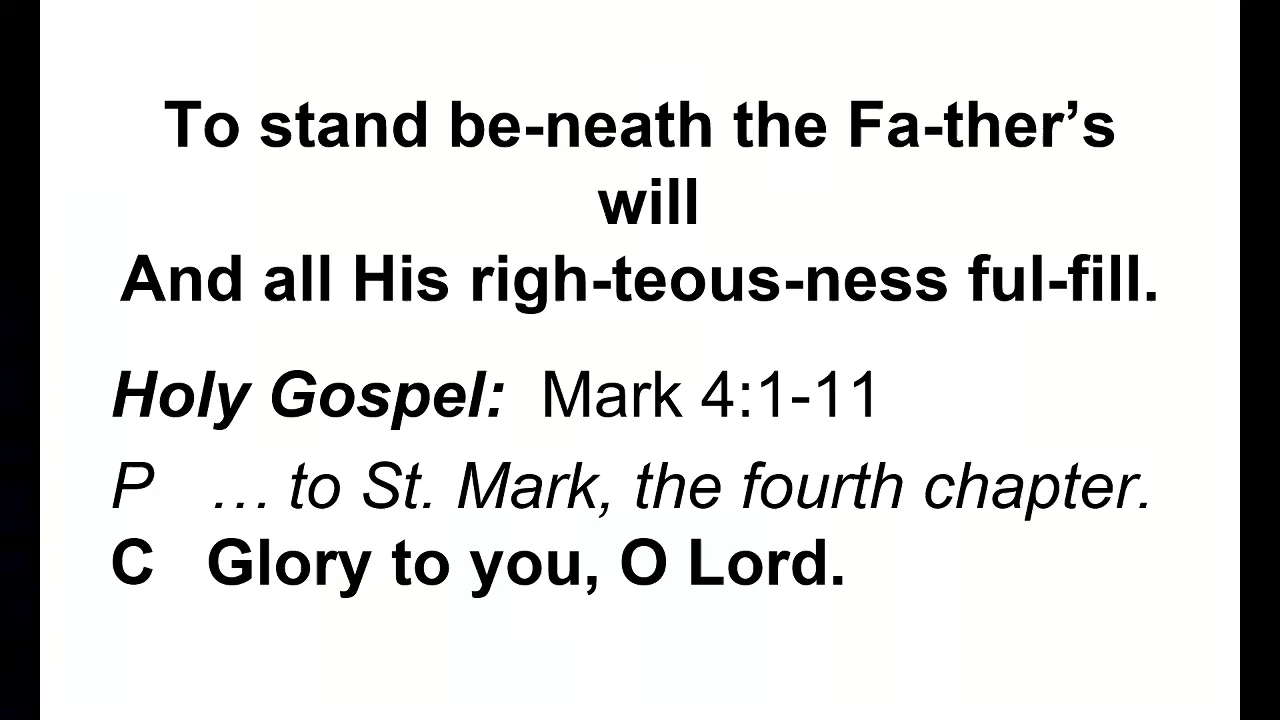 To stand be-neath the Fa-ther’s
will
And all His righ-teous-ness ful-fill.
Holy Gospel: Mark 4:1-11
P … to St. Mark, the fourth chapter.
C Glory to you, O Lord.